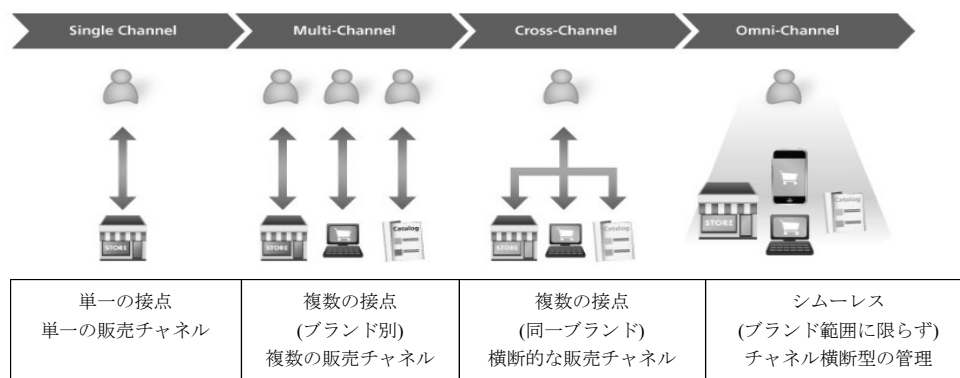 Single Channel
Multi-Channel
Cross-Channel
Omni-Channel
STORE
STORE
Catalog
STORE
Catalog
STORE
Catalog
単一の接点
単一の販売チャネル
複数の接点
(ブランド別)
複数の販売チャネル
複数の接点
(同一ブランド)
横断的な販売チャネル
シムーレス
(ブランド範囲に限らず)
チャネル横断型の管理